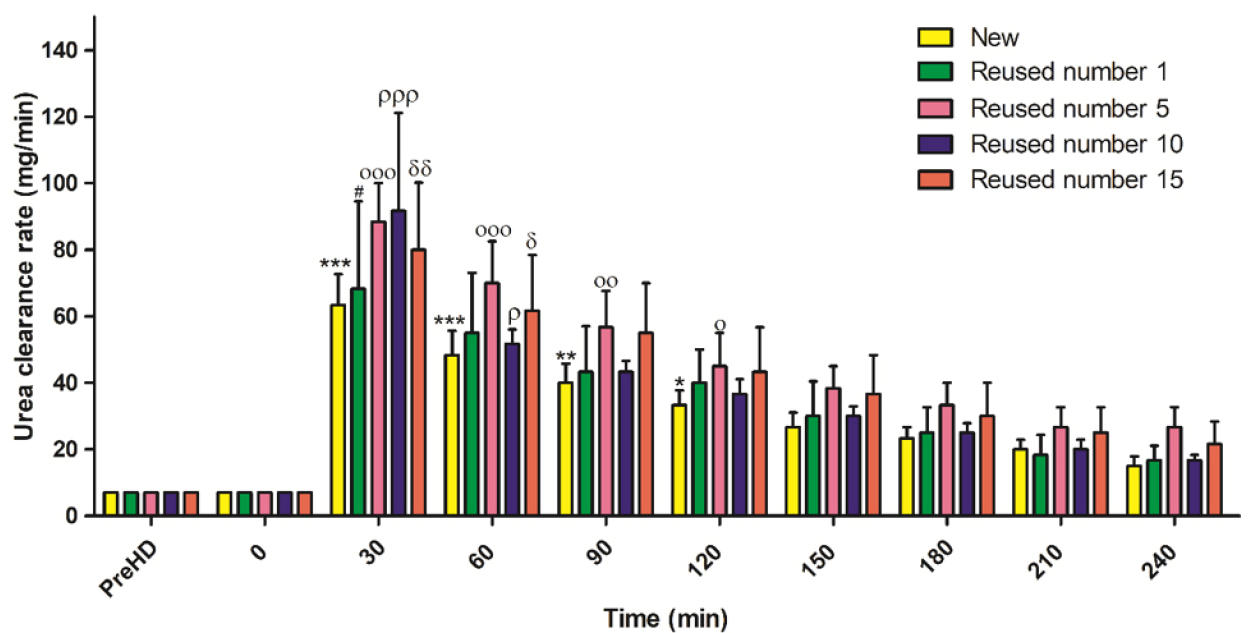 Urea clearance rate (mg/min)
140
120
100
80
60
40
20
0
New
Reused number 1
Reused number 5
Reused number 10
Reused number 15
***
#
ooo
ρρρ
δδ
***
ooo
ρ
δ
**
oo
*
o
PreHD
0
30
60
90
120
150
180
210
240
Time (min)